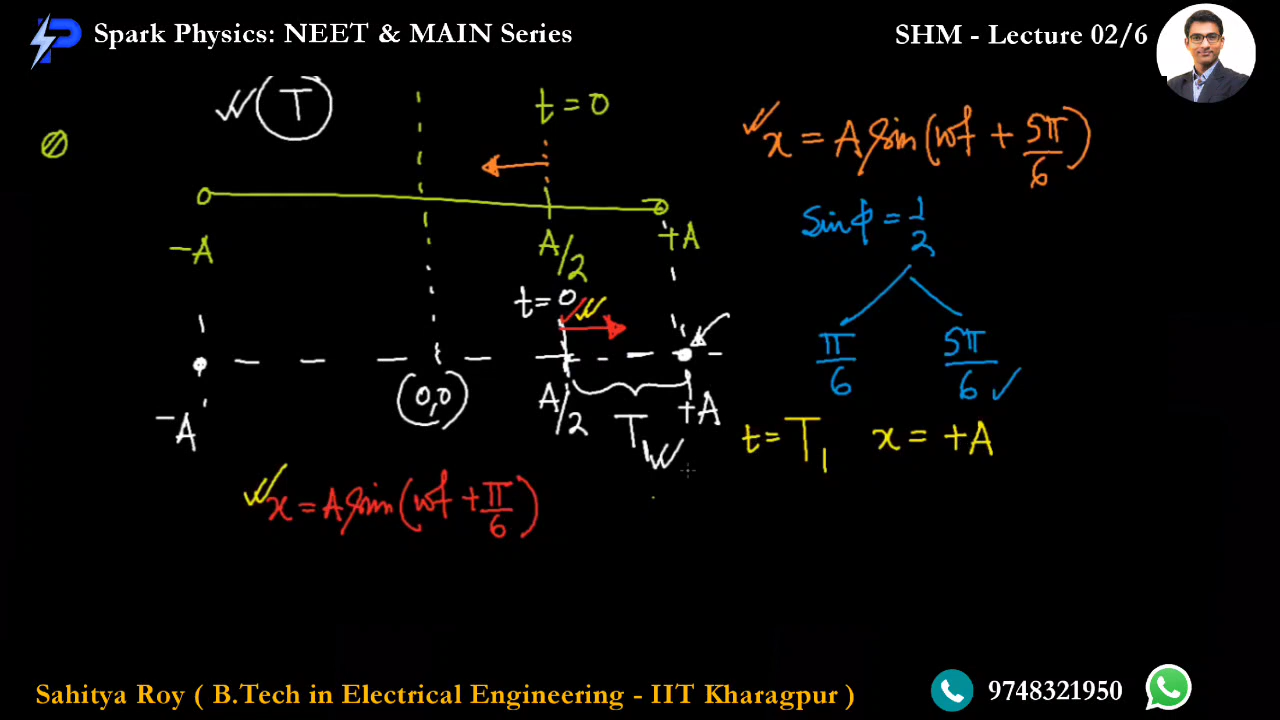 Spark Physics: NEET & MAIN Series
SHM - Lecture 02/6
T
t = 0
x = A sin(ωt + 5π/6)
sin ϕ = 1/2
-A
A/2
+A
t = 0
π/6
5π/6
-A
(0,0)
A/2
+A
T
t = T₁ x = +A
x = A sin(ωt + π/6)
Sahitya Roy ( B.Tech in Electrical Engineering - IIT Kharagpur )
9748321950